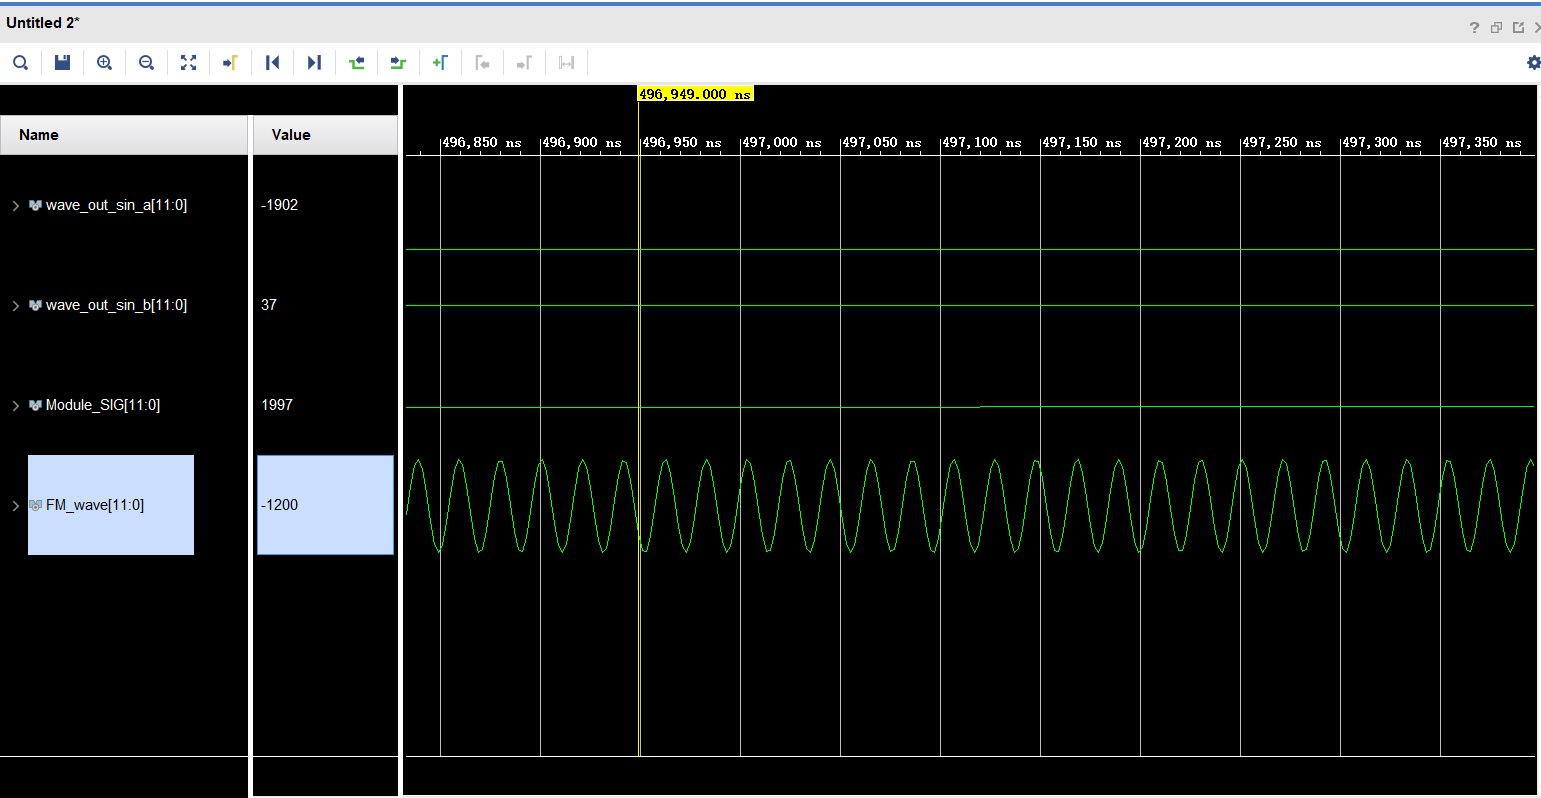 Untitled 2*
?
496,949.000 ns
Name
Value
496,850 ns 496,900 ns 496,950 ns 497,000 ns 497,050 ns 497,100 ns 497,150 ns 497,200 ns 497,250 ns 497,300 ns 497,350 ns
wave_out_sin_a[11:0] -1902
wave_out_sin_b[11:0] 37
Module_SIG[11:0] 1997
FM_wave[11:0] -1200